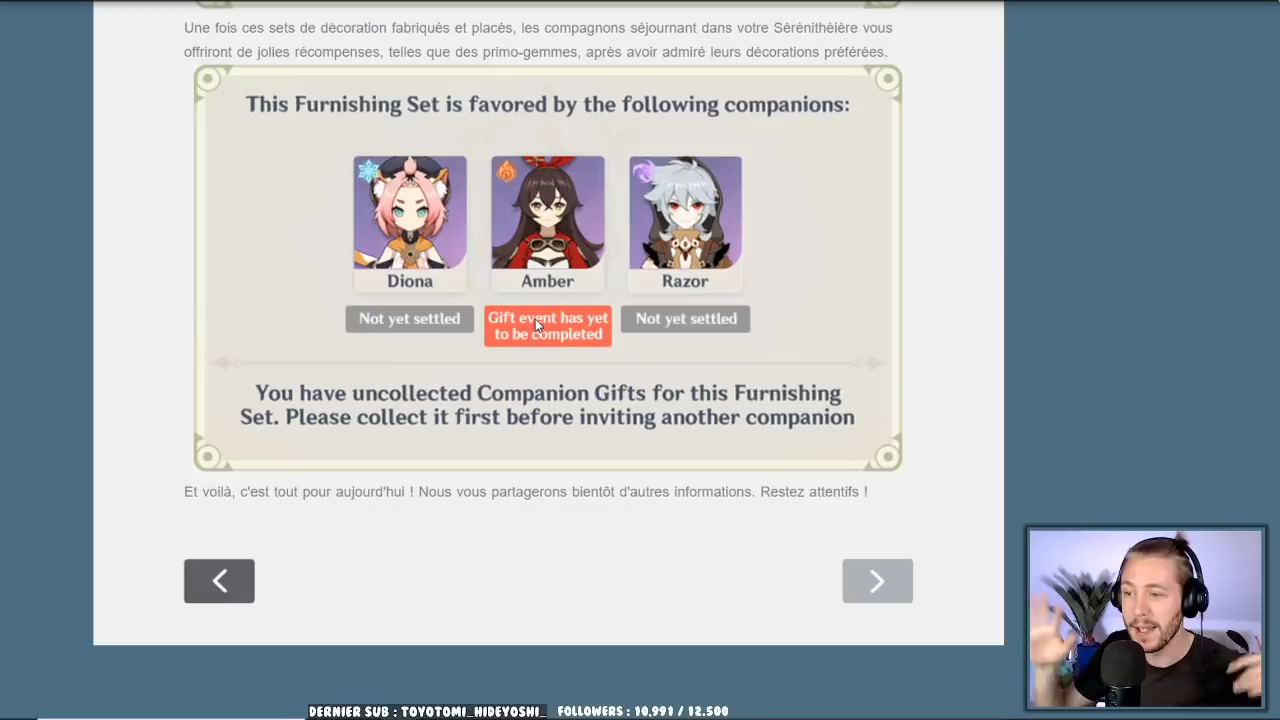 Une fois ces sets de décoration fabriqués et placés, les compagnons séjournant dans votre Sérénithéière vous
offriront de jolies récompenses, telles que des primo-gemmes, après avoir admiré leurs décorations préférées.
This Furnishing Set is favored by the following companions:
Diona
Amber
Razor
Not yet settled
Gift event has yet
to be completed
Not yet settled
You have uncollected Companion Gifts for this Furnishing
Set. Please collect it first before inviting another companion
Et voilà, c'est tout pour aujourd'hui ! Nous vous partagerons bientôt d'autres informations. Restez attentifs !
DERNIER SUB : TOYOTOMI_HIDEYOSHI_ FOLLOWERS : 10,991 / 12.500